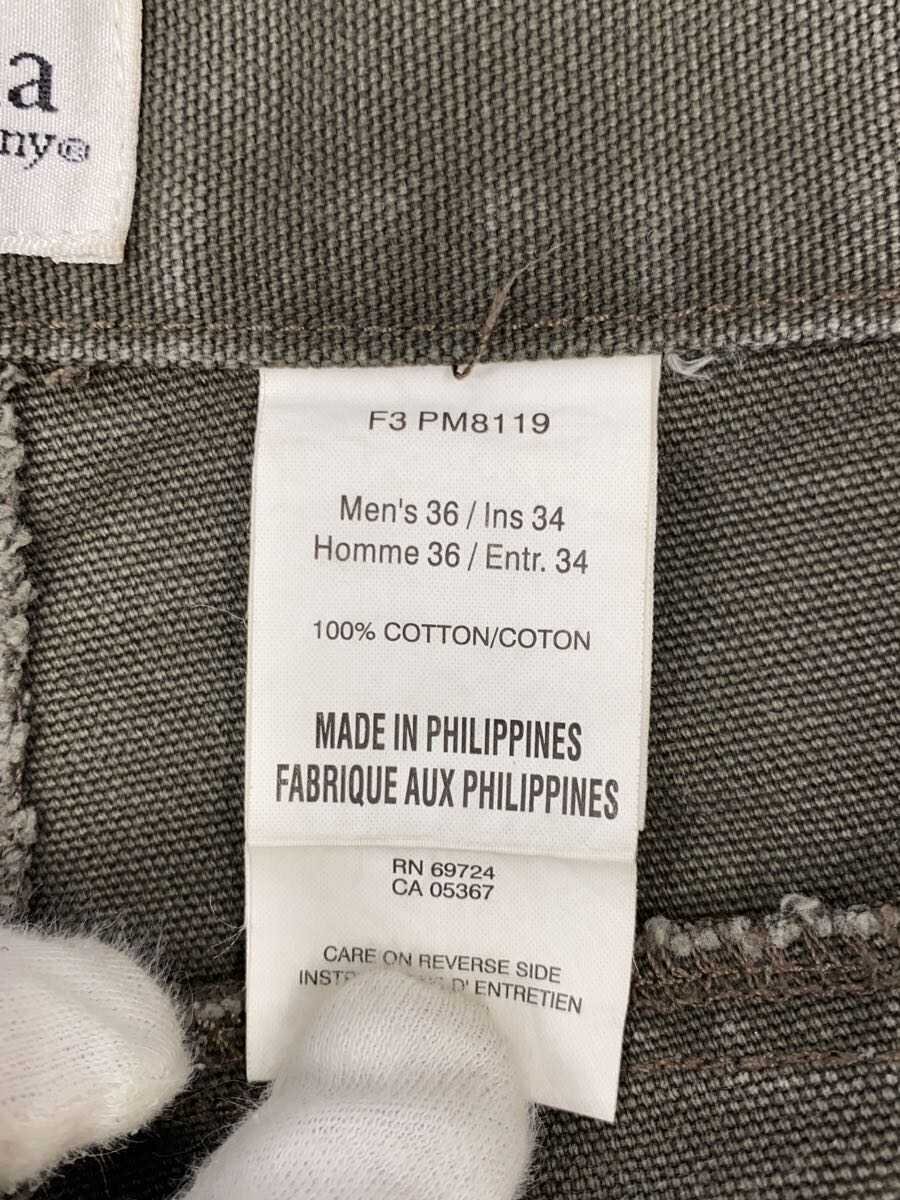 a
ny®
F3 PM8119
Men's 36 / Ins 34
Homme 36 / Entr. 34
100% COTTON/COTON
MADE IN PHILIPPINES
FABRIQUE AUX PHILIPPINES
RN 69724
CA 05367
CARE ON REVERSE SIDE
D' ENTRETIEN